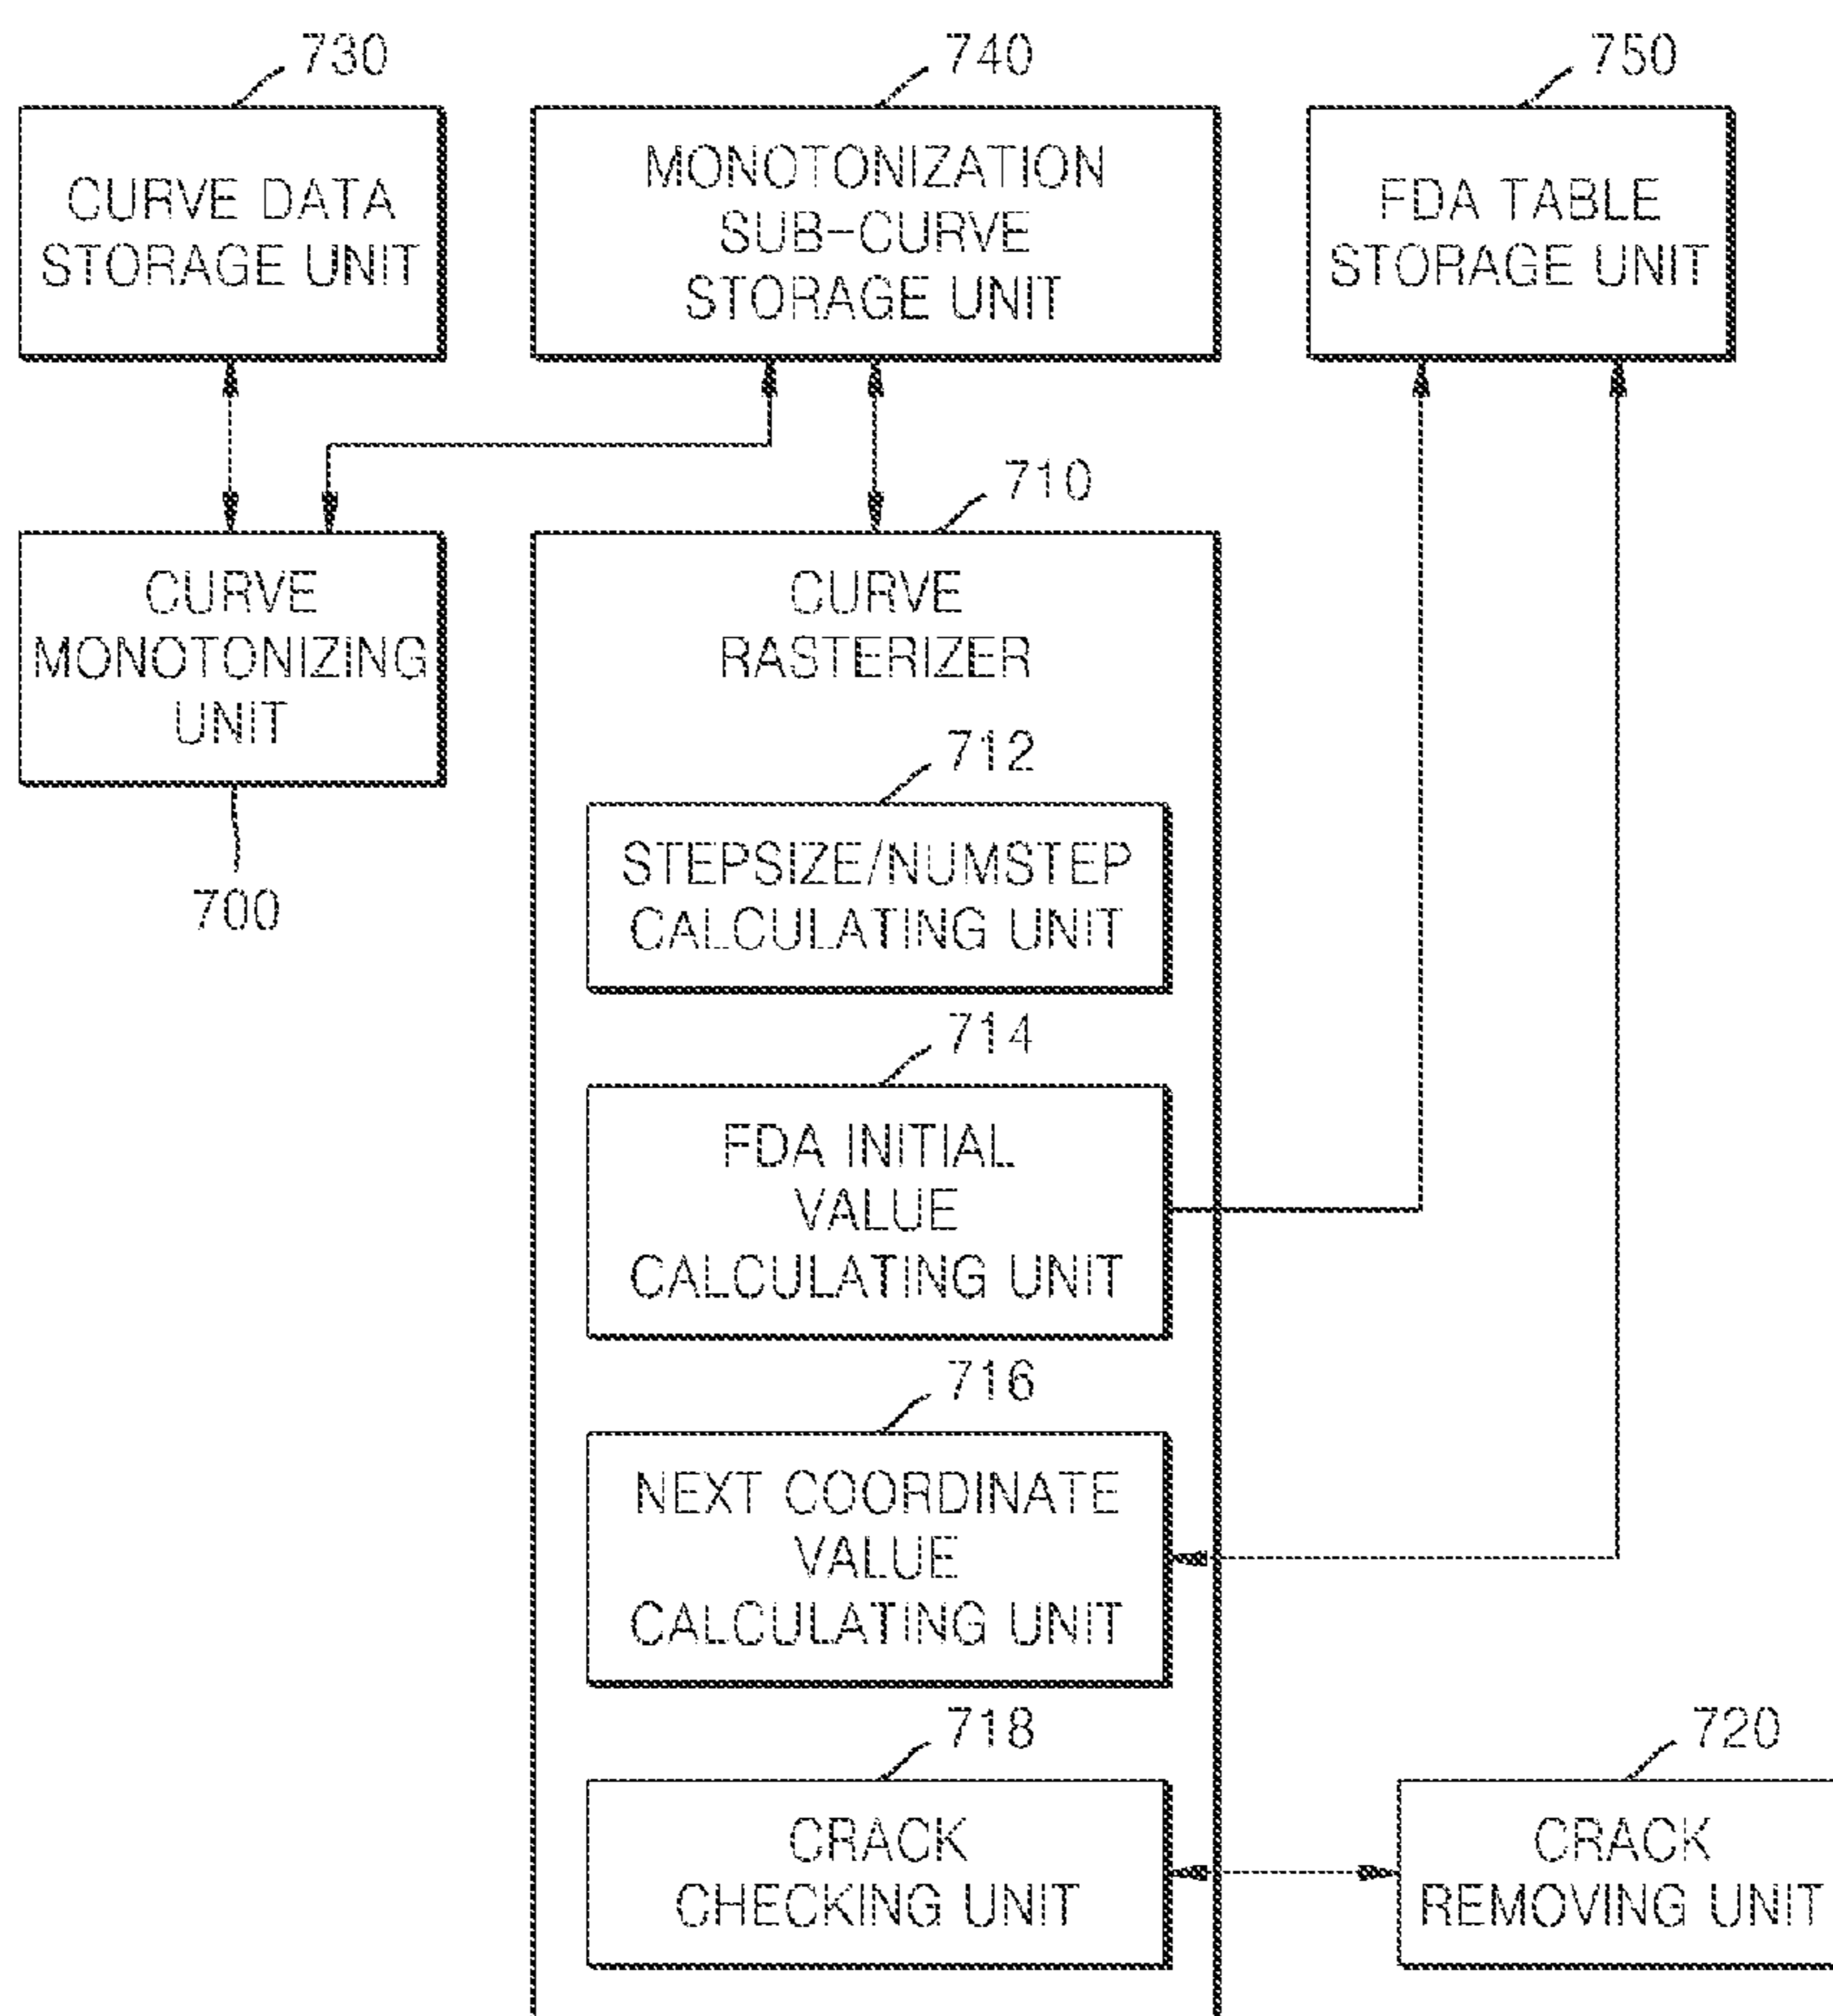 730
740
750
CURVE DATA
STORAGE UNIT
MONOTONIZATION
SUB-CURVE
STORAGE UNIT
FDA TABLE
STORAGE UNIT
710
CURVE
MONOTONIZING
UNIT
700
CURVE
RASTERIZER
712
STEPSIZE/NUMSTEP
CALCULATING UNIT
714
FDA INITIAL
VALUE
CALCULATING UNIT
716
NEXT COORDINATE
VALUE
CALCULATING UNIT
718
CRACK
CHECKING UNIT
720
CRACK
REMOVING UNIT